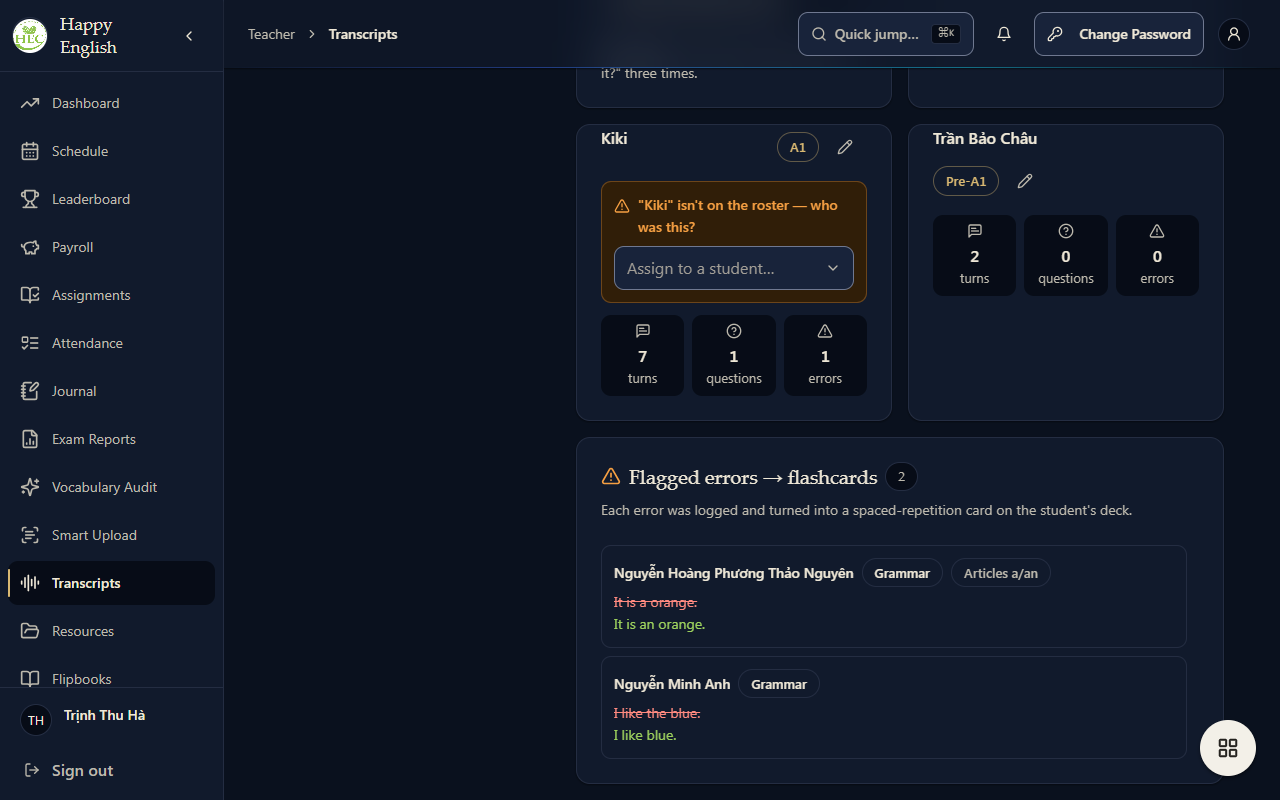 HEC
Happy
English
Teacher
Transcripts
Quick jump...
⌘K
Change Password
Dashboard
Schedule
Leaderboard
Payroll
Assignments
Attendance
Journal
Exam Reports
Vocabulary Audit
Smart Upload
Transcripts
Resources
Flipbooks
TH
Trịnh Thu Hà
Sign out
it?" three times.
Kiki
A1
"Kiki" isn't on the roster — who
was this?
Assign to a student...
7
turns
1
questions
1
errors
Trần Bảo Châu
Pre-A1
2
turns
0
questions
0
errors
Flagged errors → flashcards
2
Each error was logged and turned into a spaced-repetition card on the student's deck.
Nguyễn Hoàng Phương Thảo Nguyên
Grammar
Articles a/an
It is a orange.
It is an orange.
Nguyễn Minh Anh
Grammar
I like the blue.
I like blue.